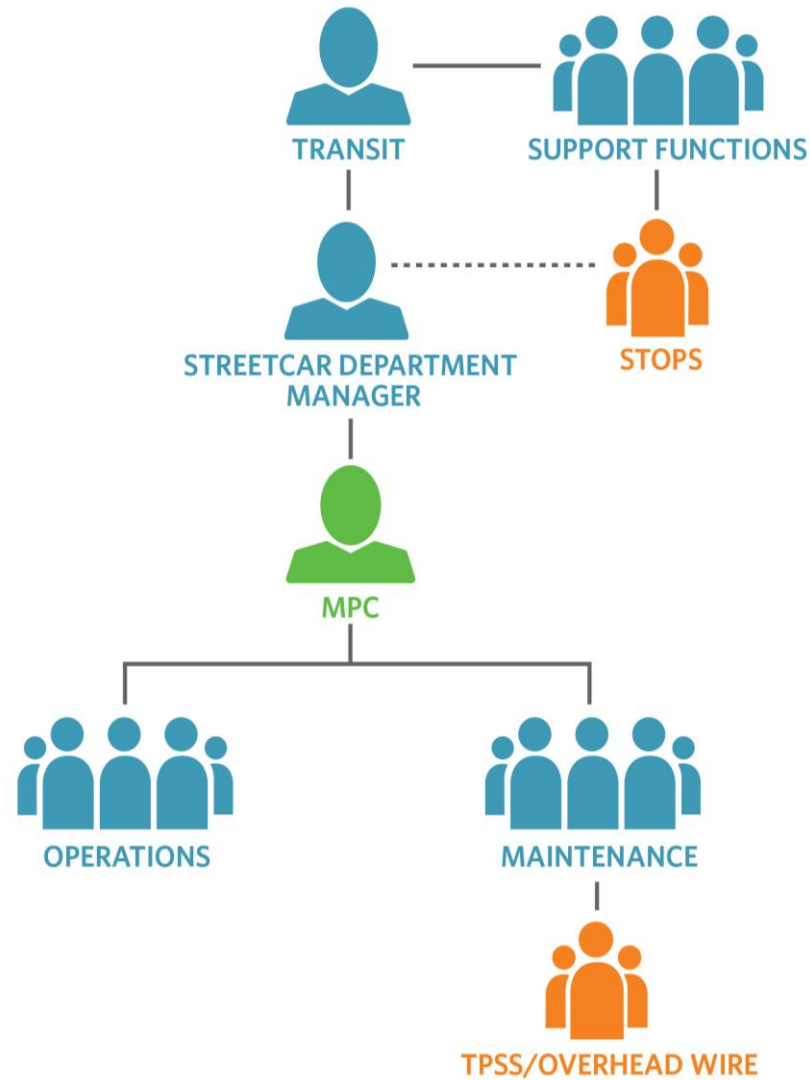 TRANSIT
SUPPORT FUNCTIONS
STREETCAR DEPARTMENT
MANAGER
STOPS
MPC
OPERATIONS
MAINTENANCE
TPSS/OVERHEAD WIRE